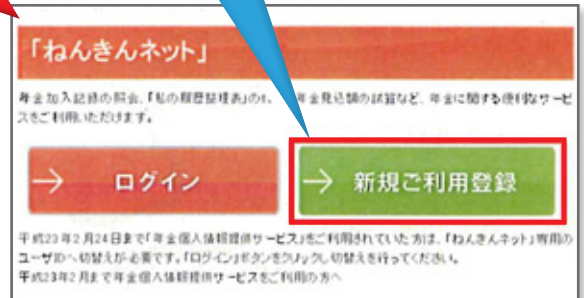 「ねんきんネット」
年金加入記録の照会、「私の履歴整理表」の 年金見込額の試算など、年金に関する便利なサービ
スをご利用いただけます。
→ ログイン
→ 新規ご利用登録
平成23年2月24日まで「年金個人情報提供サービス」をご利用されていた方は、「ねんきんネット」専用の
ユーザIDへ切替えが必要です。「ログイン」ボタンをクリックし切替えを行ってください。
平成23年2月まで年金個人情報提供サービスをご利用の方へ